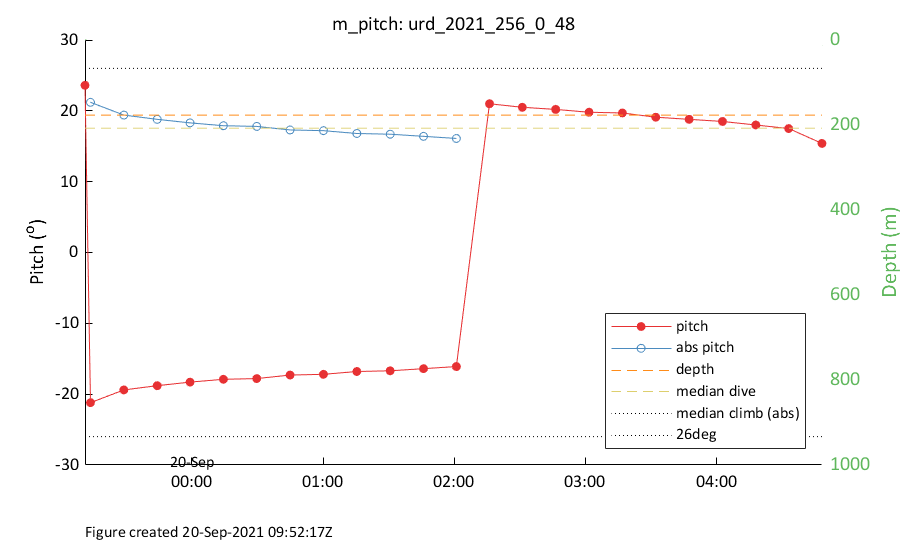 m_pitch: urd_2021_256_0_48
30
20
10
0
-10
-20
-30
Pitch (º)
0
200
400
600
800
1000
Depth (m)
pitch
abs pitch
depth
median dive
median climb (abs)
26deg
20-Sep
00:00
01:00
02:00
03:00
04:00
Figure created 20-Sep-2021 09:52:17Z